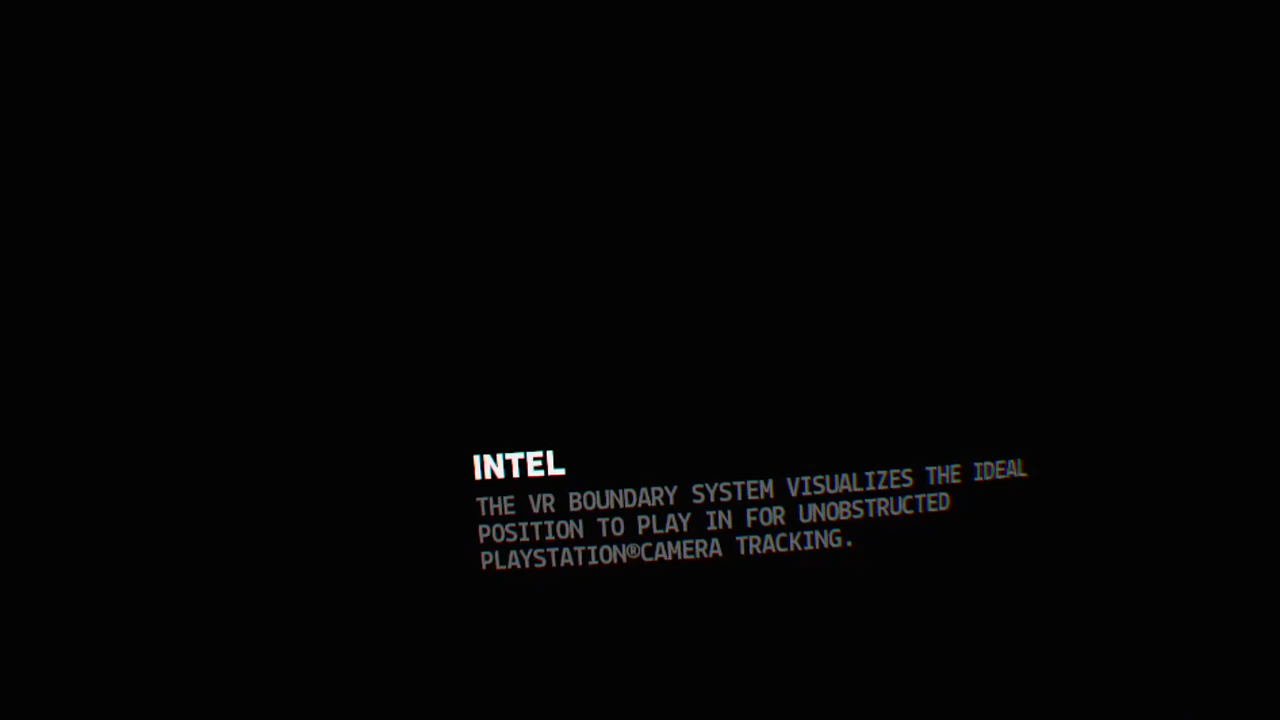 INTEL
THE VR BOUNDARY SYSTEM VISUALIZES THE IDEAL
POSITION TO PLAY IN FOR UNOBSTRUCTED
PLAYSTATION®CAMERA TRACKING.